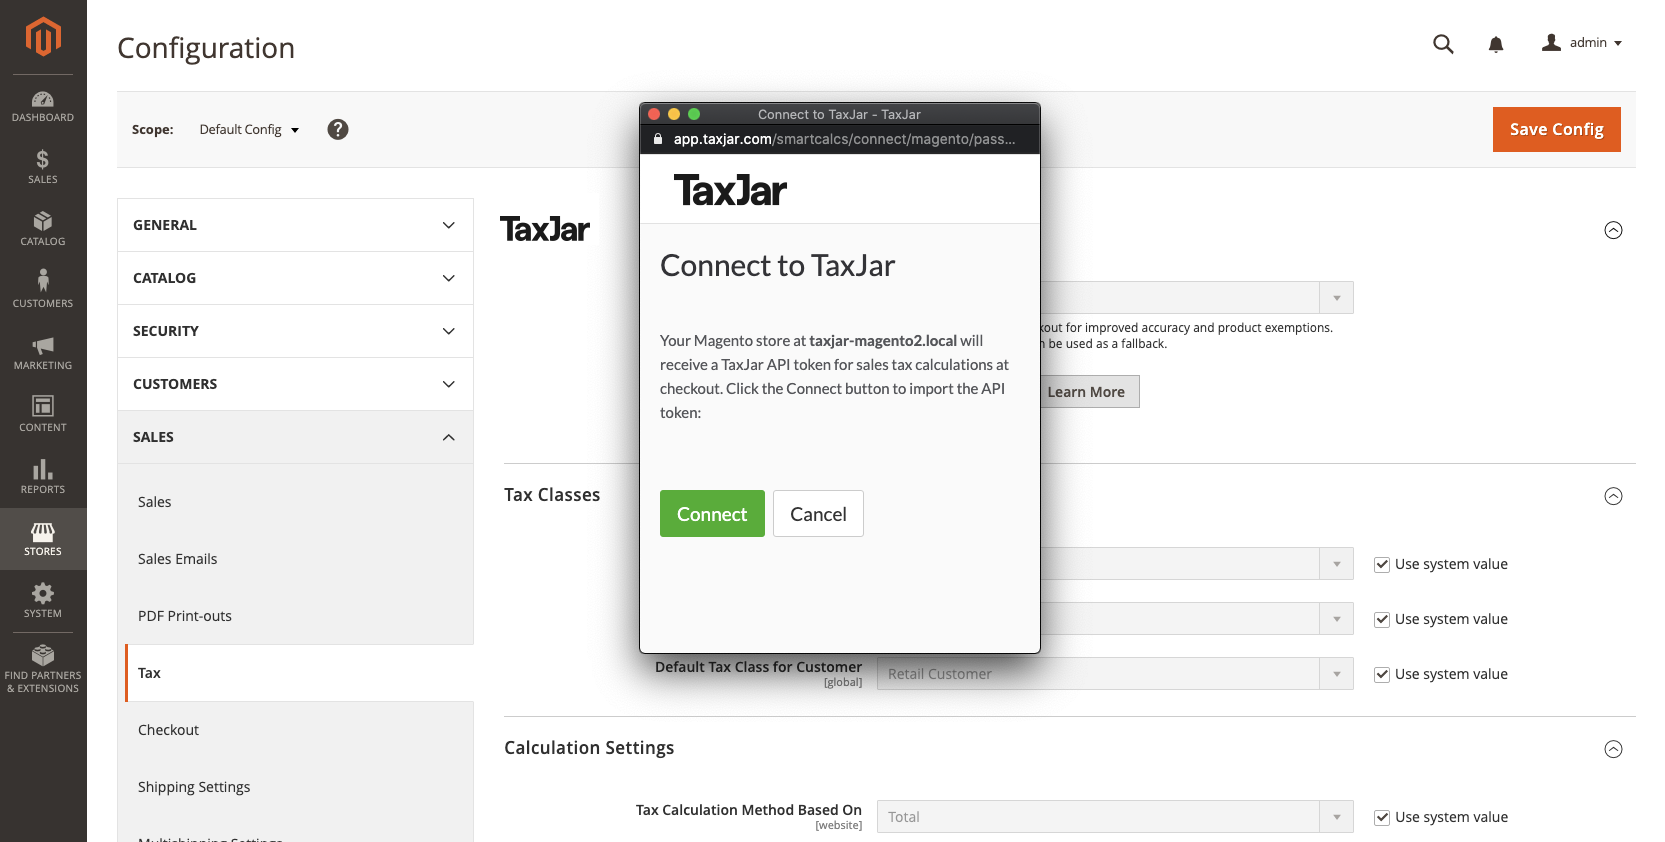 Configuration
admin
Scope:
Default Config
?
Save Config
DASHBOARD
SALES
CATALOG
CUSTOMERS
MARKETING
CONTENT
REPORTS
STORES
SYSTEM
FIND PARTNERS
& EXTENSIONS
GENERAL
CATALOG
SECURITY
CUSTOMERS
SALES
Sales
Sales Emails
PDF Print-outs
Tax
Checkout
Shipping Settings
Multishipping Settings
TaxJar
Connect to TaxJar - TaxJar
app.taxjar.com/smartcalcs/connect/magento/pass...
TaxJar
Connect to TaxJar
Your Magento store at taxjar-magento2.local will
receive a TaxJar API token for sales tax calculations at
checkout. Click the Connect button to import the API
token:
Connect
Cancel
for improved accuracy and product exemptions.
be used as a fallback.
Learn More
Tax Classes
Use system value
Use system value
Default Tax Class for Customer
[global]
Retail Customer
Use system value
Calculation Settings
Tax Calculation Method Based On
[website]
Total
Use system value